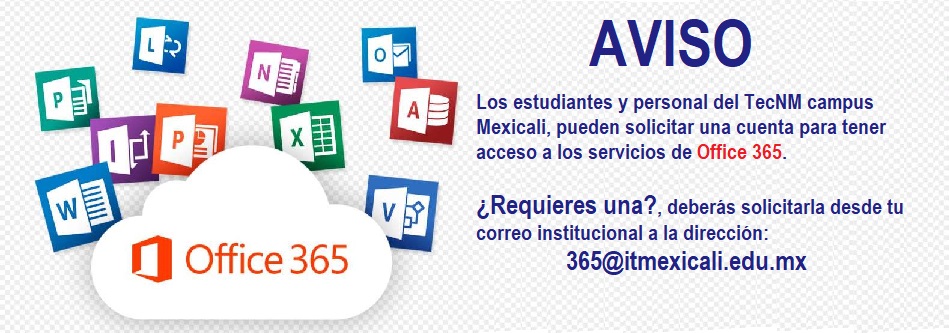 AVISO
Los estudiantes y personal del TecNM campus
Mexicali, pueden solicitar una cuenta para tener
acceso a los servicios de Office 365.
¿Requieres una?, deberás solicitarla desde tu
correo institucional a la dirección:
365@itmexicali.edu.mx
L
N
O
P
A
I
P
X
W
V
Office 365